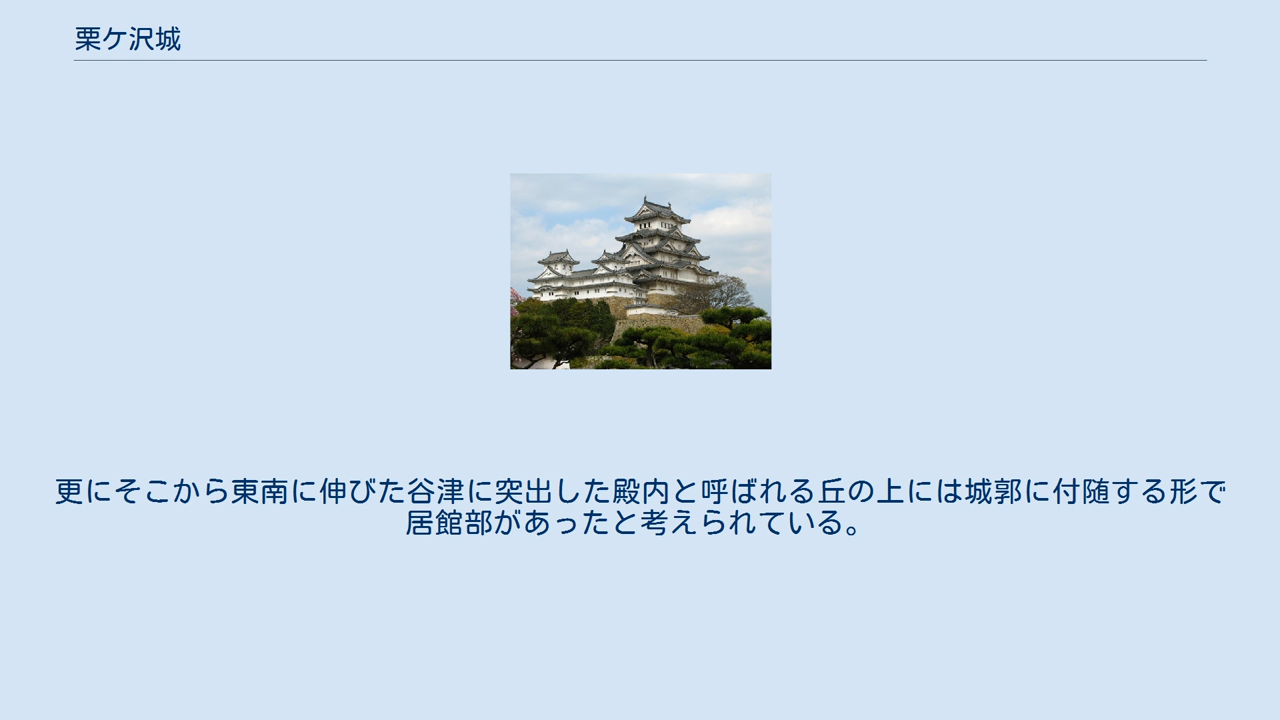 栗ケ沢城
更にそこから東南に伸びた谷津に突出した殿内と呼ばれる丘の上には城郭に付随する形で
居館部があったと考えられている。